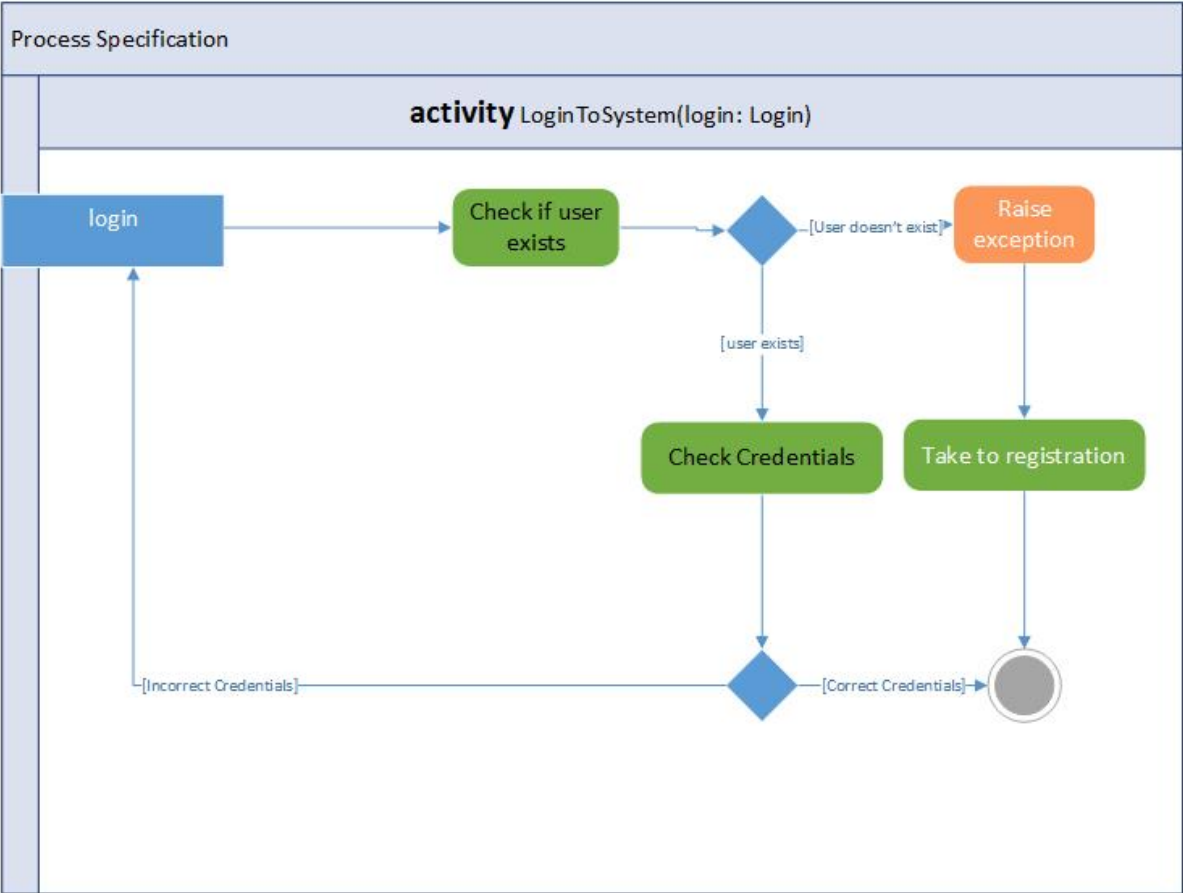 Process Specification
activity LoginToSystem(login: Login)
login
Check if user
exists
[User doesn't exist]
Raise
exception
[user exists]
Check Credentials
Take to registration
[Incorrect Credentials]
[Correct Credentials]